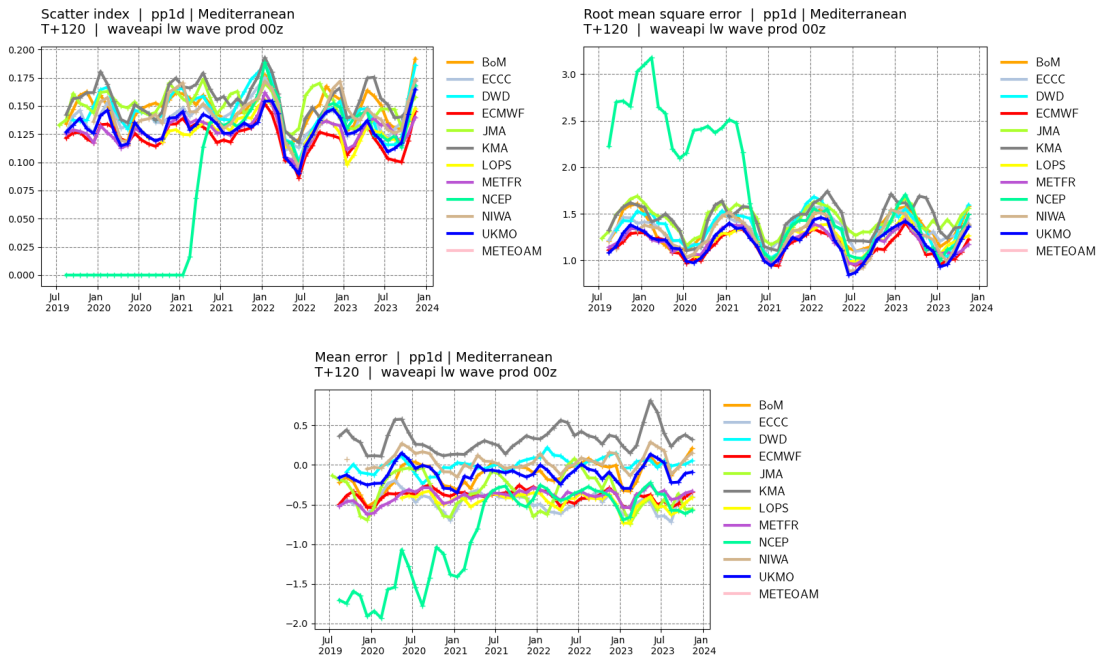 Scatter index | pp1d | Mediterranean
T+120 | waveapi lw wave prod 00z
0.200
0.175
0.150
0.125
0.100
0.075
0.050
0.025
0.000
Jul 2019
Jan 2020
Jul 2020
Jan 2021
Jul 2021
Jan 2022
Jul 2022
Jan 2023
Jul 2023
Jan 2024
BoM
ECCC
DWD
ECMWF
JMA
KMA
LOPS
METFR
NCEP
NIWA
UKMO
METEOAM
Root mean square error | pp1d | Mediterranean
T+120 | waveapi lw wave prod 00z
3.0
2.5
2.0
1.5
1.0
Jul 2019
Jan 2020
Jul 2020
Jan 2021
Jul 2021
Jan 2022
Jul 2022
Jan 2023
Jul 2023
Jan 2024
BoM
ECCC
DWD
ECMWF
JMA
KMA
LOPS
METFR
NCEP
NIWA
UKMO
METEOAM
Mean error | pp1d | Mediterranean
T+120 | waveapi lw wave prod 00z
0.5
0.0
−0.5
−1.0
−1.5
−2.0
Jul 2019
Jan 2020
Jul 2020
Jan 2021
Jul 2021
Jan 2022
Jul 2022
Jan 2023
Jul 2023
Jan 2024
BoM
ECCC
DWD
ECMWF
JMA
KMA
LOPS
METFR
NCEP
NIWA
UKMO
METEOAM